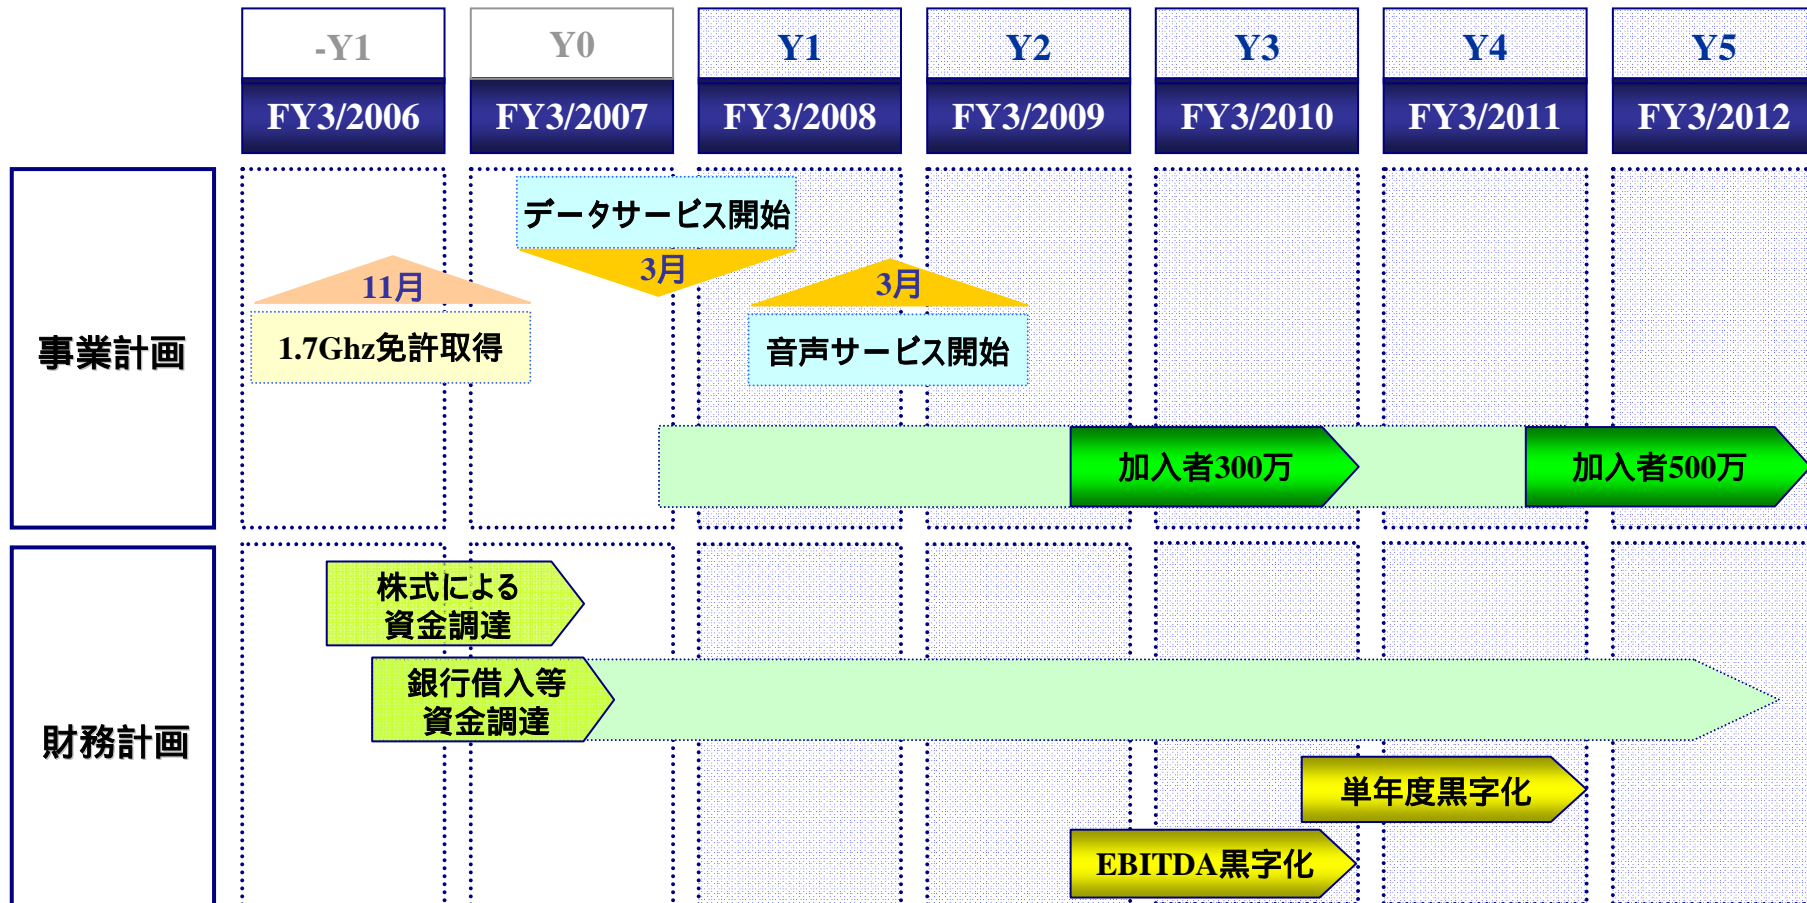 -Y1
Y0
Y1
Y2
Y3
Y4
Y5
FY3/2006
FY3/2007
FY3/2008
FY3/2009
FY3/2010
FY3/2011
FY3/2012
事業計画
データサービス開始
3月
11月
1.7Ghz免許取得
3月
音声サービス開始
加入者300万
加入者500万
財務計画
株式による
資金調達
銀行借入等
資金調達
単年度黒字化
EBITDA黒字化